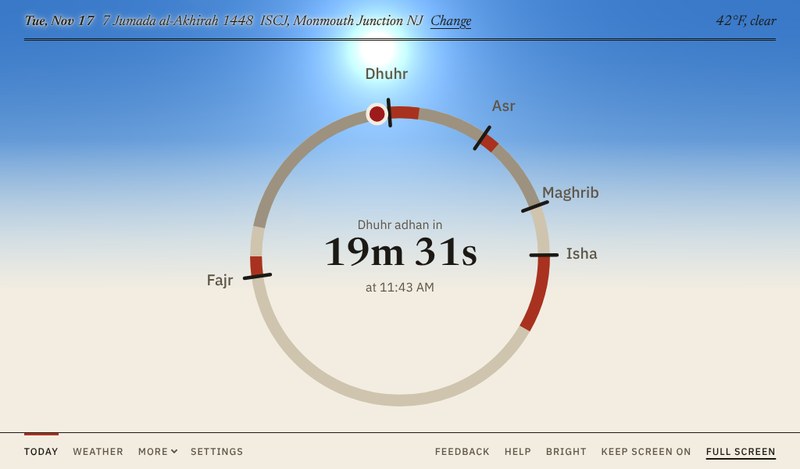 Tue, Nov 17 7 Jumada al-Akhirah 1448 ISCJ, Monmouth Junction NJ Change
42°F, clear
Dhuhr
Asr
Maghrib
Isha
Fajr
Dhuhr adhan in
19m 31s
at 11:43 AM
TODAY WEATHER MORE SETTINGS
FEEDBACK HELP BRIGHT KEEP SCREEN ON FULL SCREEN